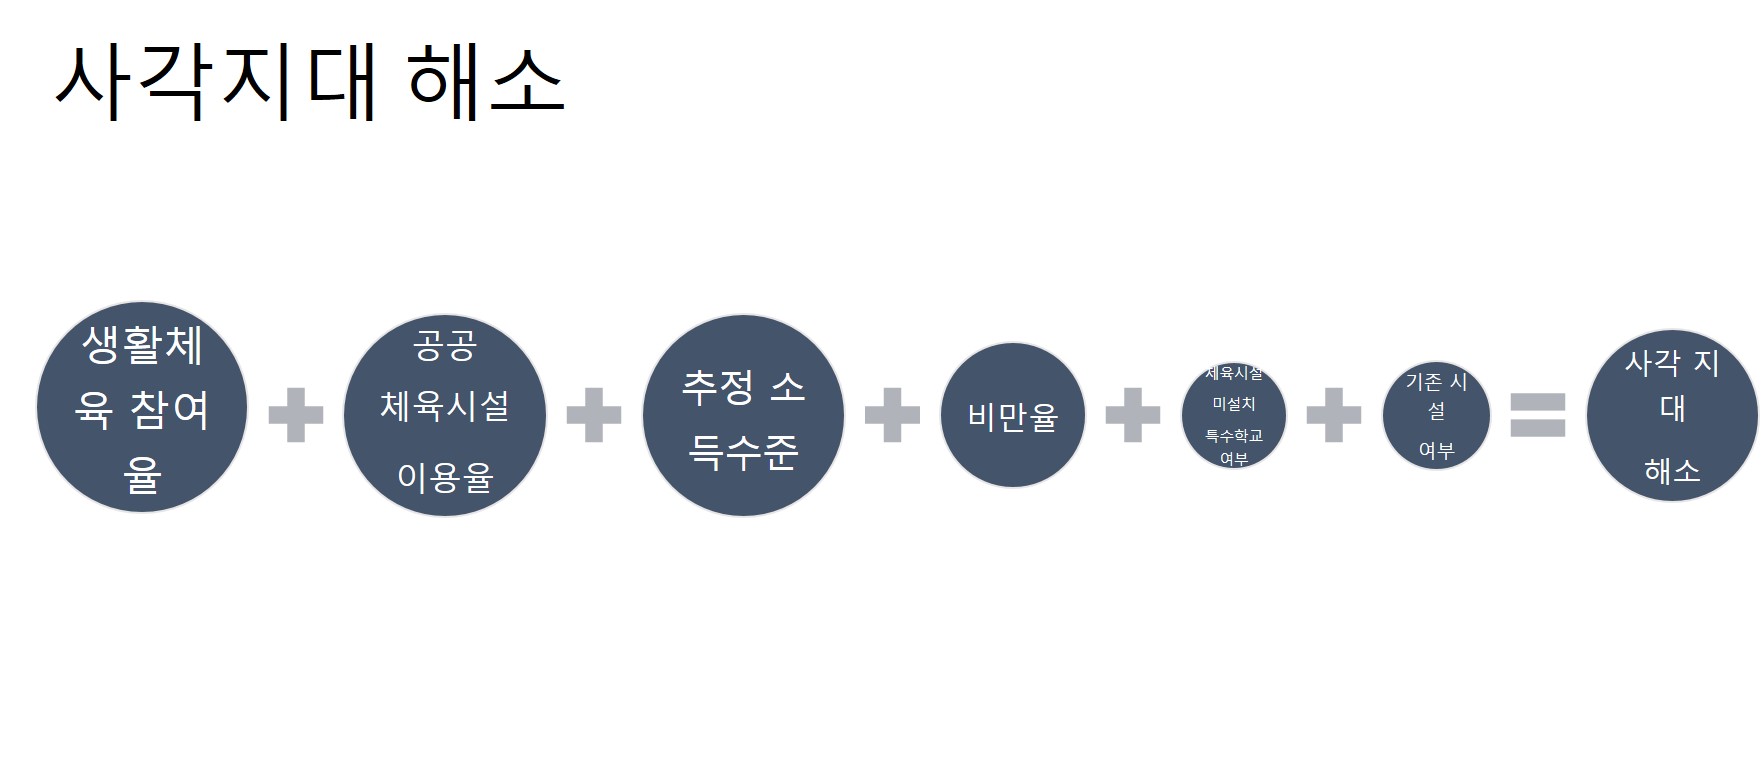 사각지대 해소
생활체
육 참여
율
공공
체육시설
이용율
추정 소
득수준
비만율
체육시설
미설치
특수학교
여부
기존 시
설
여부
사각 지
대
해소